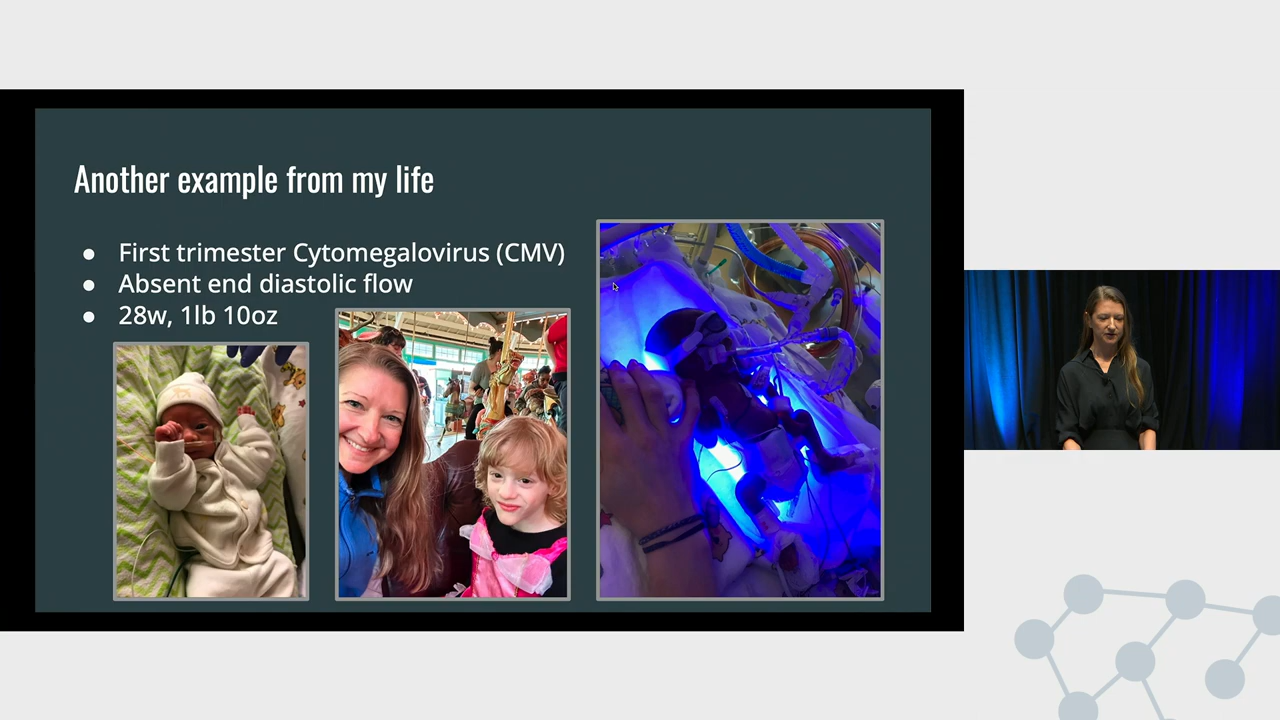 Another example from my life
● First trimester Cytomegalovirus (CMV)
● Absent end diastolic flow
● 28w, 1lb 10oz